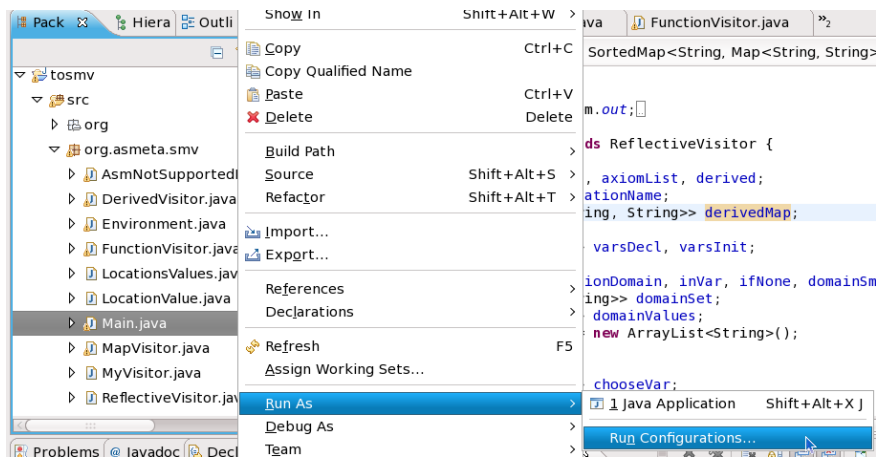 Pack Hiera Outli
tosmv
src
org
org.asmeta.smv
AsmNotSupported
DerivedVisitor.java
Environment.java
FunctionVisitor.java
LocationsValues.jav
LocationValue.java
Main.java
MapVisitor.java
MyVisitor.java
ReflectiveVisitor.jav
Problems @ Javadoc Decl
Show In Shift+Alt+W >
Copy Ctrl+C
Copy Qualified Name
Paste Ctrl+V
Delete Delete
Build Path >
Source Shift+Alt+S >
Refactor Shift+Alt+T >
Import...
Export...
References >
Declarations >
Refresh F5
Assign Working Sets...
Run As >
Debug As >
Team >
1 Java Application Shift+Alt+X J
Run Configurations...
ava FunctionVisitor.java »2
SortedMap<String, Map<String, String>
m.out;
ds ReflectiveVisitor {
, axiomList, derived;
ationName;
ing, String>> derivedMap;
varsDecl, varsInit;
ionDomain, inVar, ifNone, domainSm
ing>> domainSet;
domainValues;
new ArrayList<String>();
chooseVar;